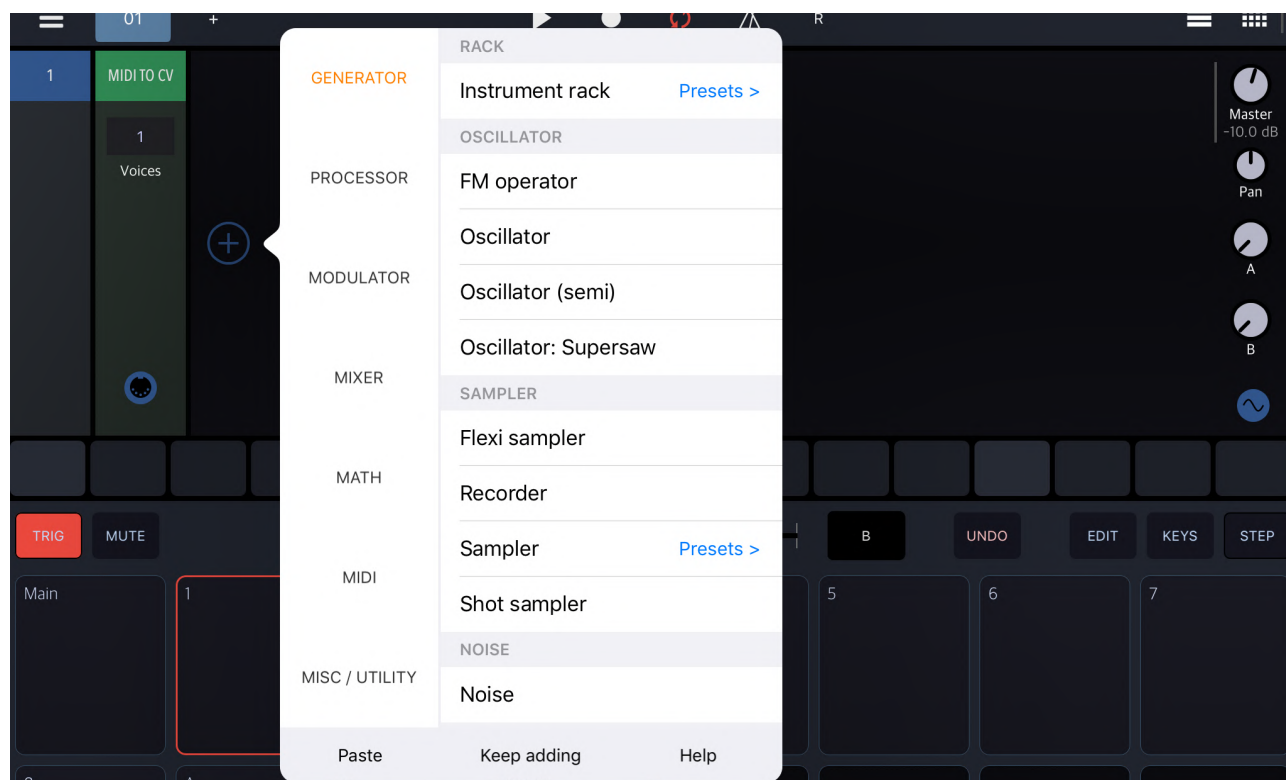 01 + R
1
MIDI TO CV
1
Voices
GENERATOR
PROCESSOR
MODULATOR
MIXER
MATH
MIDI
MISC / UTILITY
RACK
Instrument rack Presets >
OSCILLATOR
FM operator
Oscillator
Oscillator (semi)
Oscillator: Supersaw
SAMPLER
Flexi sampler
Recorder
Sampler Presets >
Shot sampler
NOISE
Noise
Paste Keep adding Help
Master
-10.0 dB
Pan
A
B
TRIG MUTE B UNDO EDIT KEYS STEP
Main 1 5 6 7